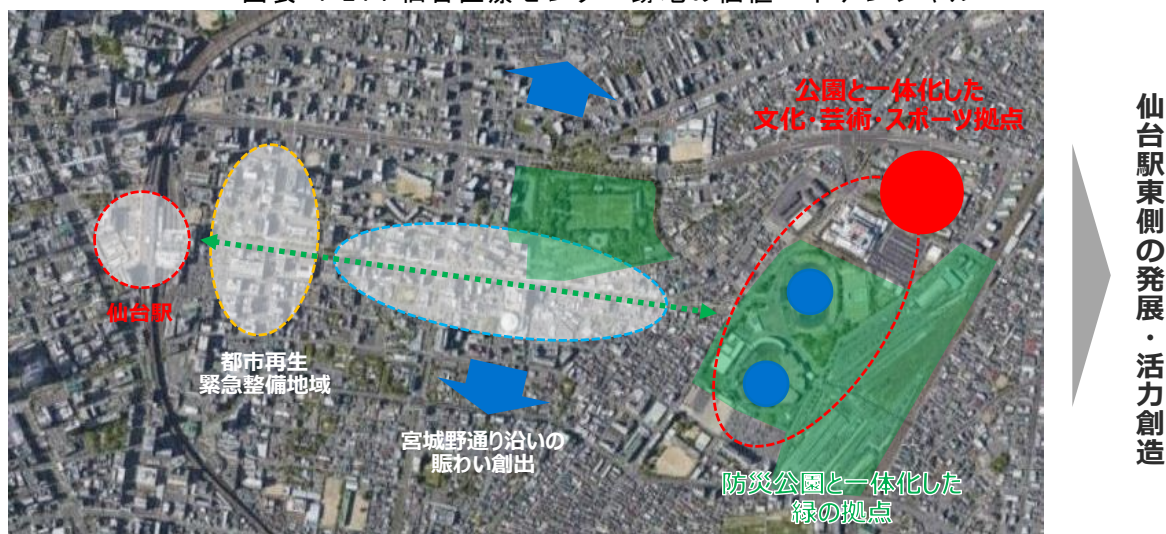 公園と一体化した
文化・芸術・スポーツ拠点
仙台駅
都市再生
緊急整備地域
宮城野通り沿いの
賑わい創出
防災公園と一体化した
緑の拠点
仙台駅東側の発展・活力創造